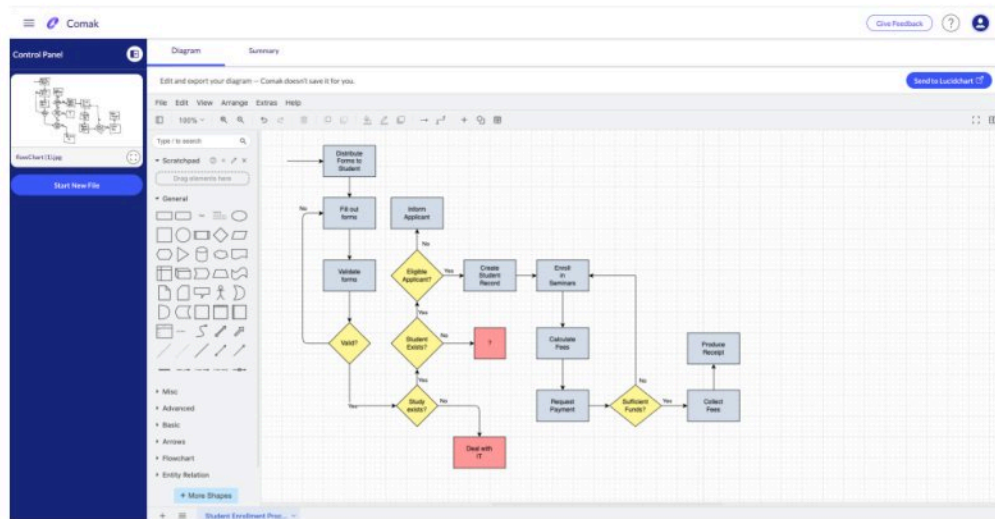 Comak
Give Feedback
?
Control Panel
Diagram
Summary
Edit and export your diagram — Comak doesn't save it for you.
Send to Lucidchart
File Edit View Arrange Extras Help
100%
Type / to search
Scratchpad
Drag elements here
General
Start New File
Misc
Advanced
Basic
Arrows
Flowchart
Entity Relation
+ More Shapes
Student Enrollment Proc...
Distribute
Forms to
Student
No
Fill out
forms
Inform
Applicant
No
Validate
forms
Eligible
Applicant?
Yes
Create
Student
Record
Enroll
in
Seminars
Yes
Valid?
Student
Exists?
No
?
Calculate
Fees
Produce
Receipt
Yes
No
Yes
Study
exists?
No
Request
Payment
Sufficient
Funds?
Yes
Collect
Fees
Deal with
IT